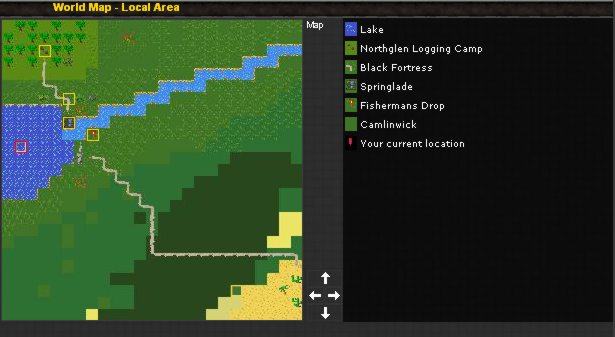 World Map - Local Area
Map
Lake
Northglen Logging Camp
Black Fortress
Springlade
Fishermans Drop
Camlinwick
Your current location